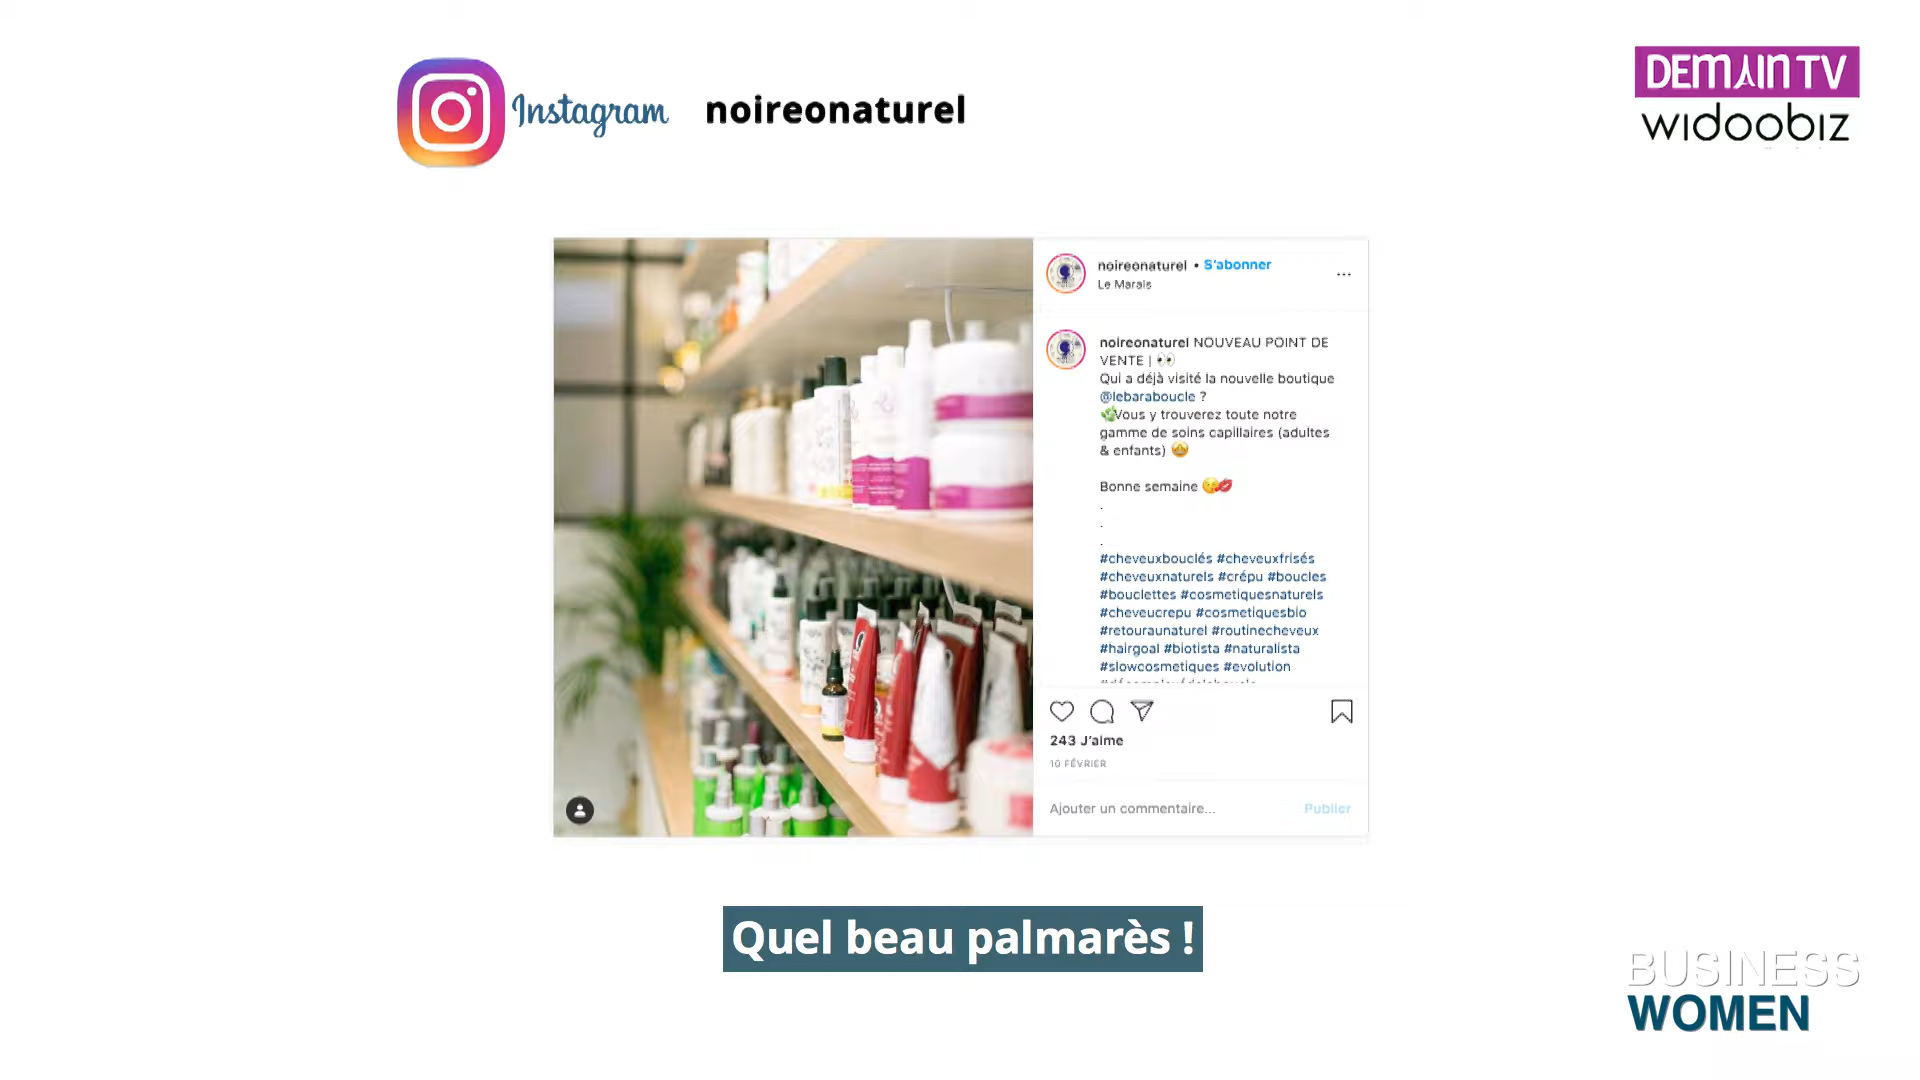 Instagram noireonaturel
DEMAIN TV
WIDOOBIZ
noireonaturel • S'abonner
Le Marais
noireonaturel NOUVEAU POINT DE
VENTE | 👀
Qui a déjà visité la nouvelle boutique
@lebaraboucle ?
🌿Vous y trouverez toute notre
gamme de soins capillaires (adultes
& enfants) 🤩
Bonne semaine 😘💋
.
.
.
#cheveuxbouclés #cheveuxfrisés
#cheveuxnaturels #crépu #boucles
#bouclettes #cosmetiquesnaturels
#cheveucrepu #cosmetiquesbio
#retouraunaturel #routinecheveux
#hairgoal #biotista #naturalista
#slowcosmetiques #evolution
243 J'aime
10 FÉVRIER
Ajouter un commentaire... Publier
Quel beau palmarès !
BUSINESS
WOMEN